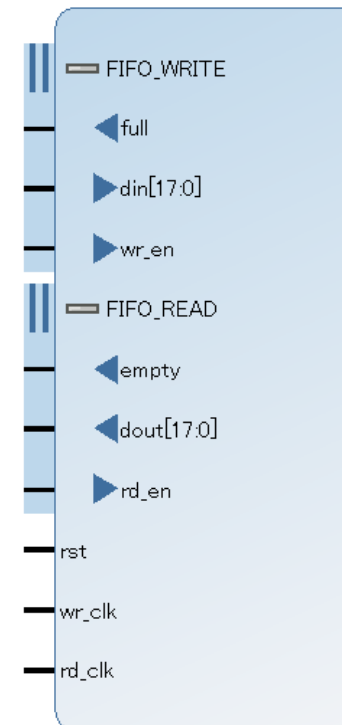 FIFO_WRITE
full
din[17:0]
wr_en
FIFO_READ
empty
dout[17:0]
rd_en
rst
wr_clk
rd_clk